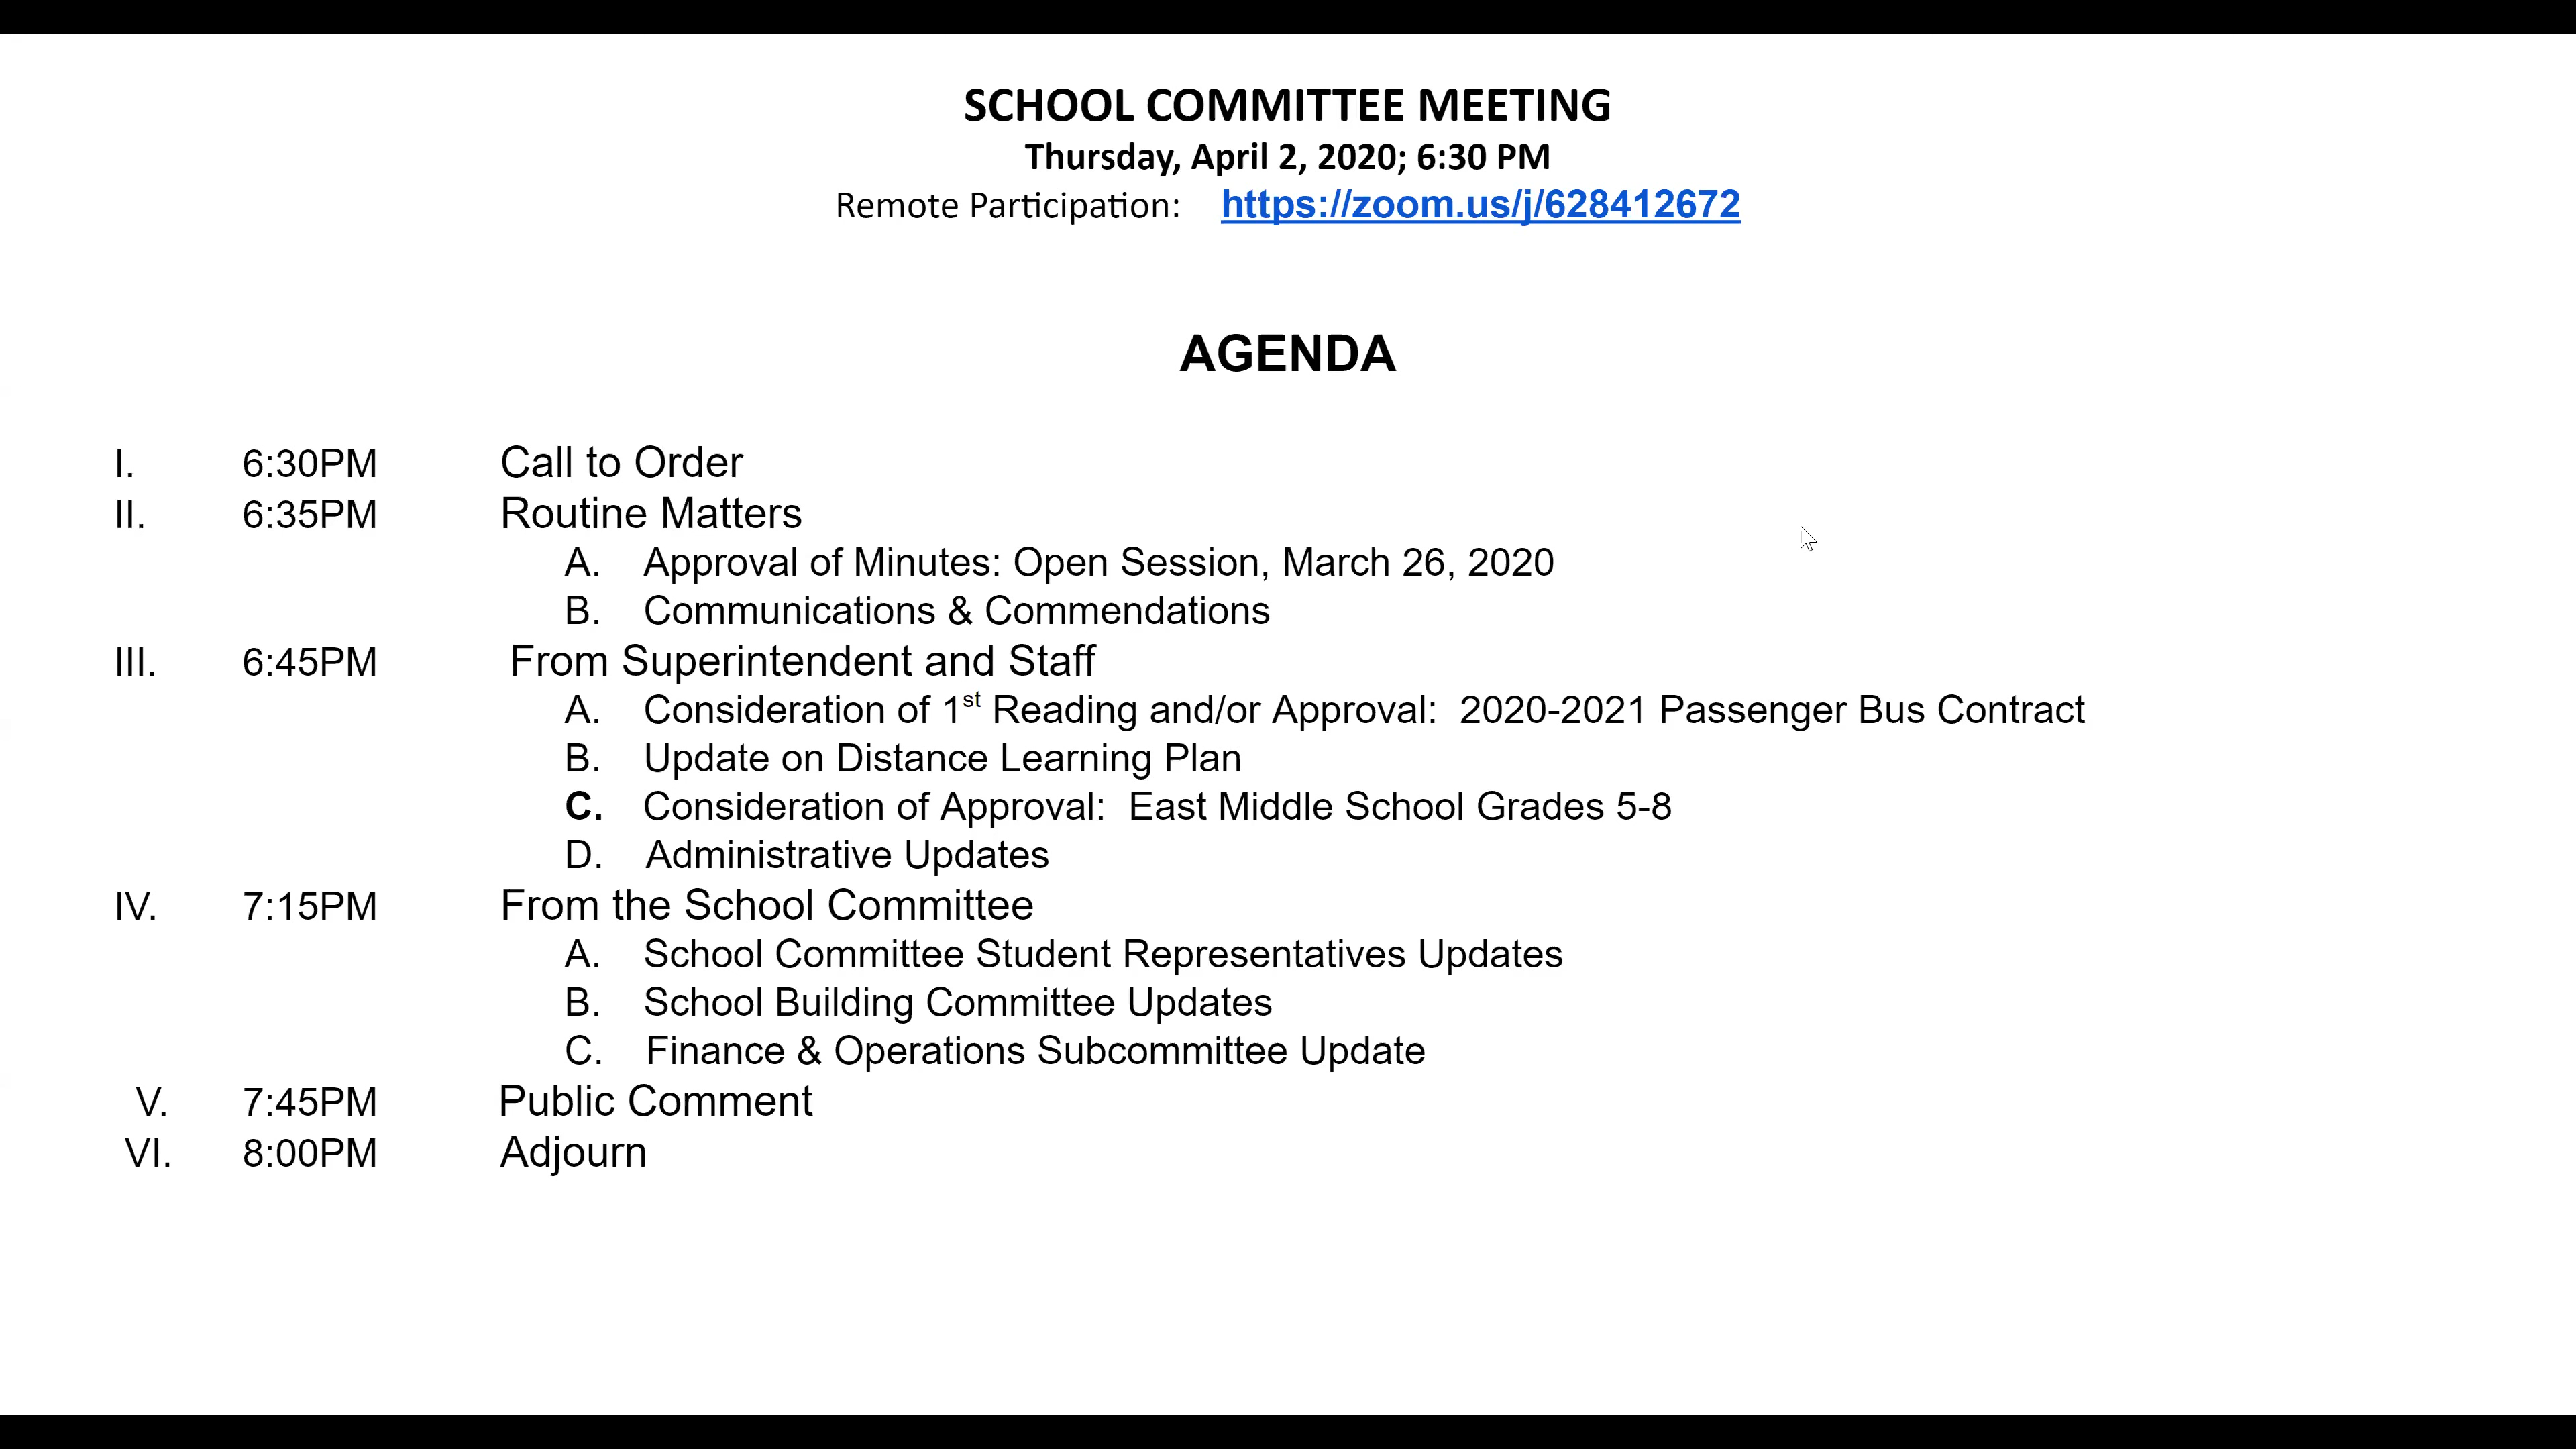 SCHOOL COMMITTEE MEETING
Thursday, April 2, 2020; 6:30 PM
Remote Participation: https://zoom.us/j/628412672
AGENDA
I. 6:30PM Call to Order
II. 6:35PM Routine Matters
A. Approval of Minutes: Open Session, March 26, 2020
B. Communications & Commendations
III. 6:45PM From Superintendent and Staff
A. Consideration of 1st Reading and/or Approval: 2020-2021 Passenger Bus Contract
B. Update on Distance Learning Plan
C. Consideration of Approval: East Middle School Grades 5-8
D. Administrative Updates
IV. 7:15PM From the School Committee
A. School Committee Student Representatives Updates
B. School Building Committee Updates
C. Finance & Operations Subcommittee Update
V. 7:45PM Public Comment
VI. 8:00PM Adjourn